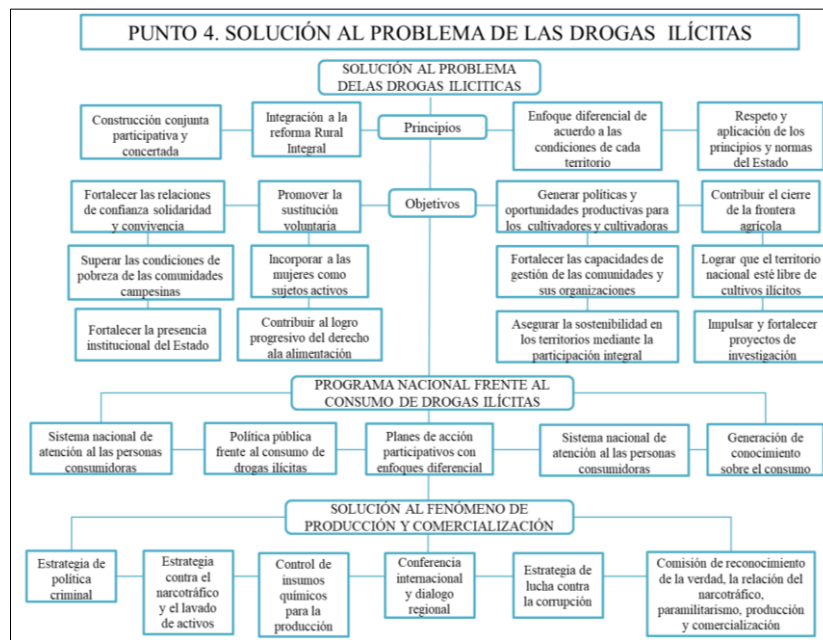 PUNTO 4. SOLUCIÓN AL PROBLEMA DE LAS DROGAS ILÍCITAS
SOLUCIÓN AL PROBLEMA
DELAS DROGAS ILICITICAS
Construcción conjunta
participativa y
concertada
Integración a la
reforma Rural
Integral
Principios
Enfoque diferencial de
acuerdo a las
condiciones de cada
territorio
Respeto y
aplicación de los
principios y normas
del Estado
Fortalecer las relaciones
de confianza solidaridad
y convivencia
Promover la
sustitución
voluntaria
Objetivos
Generar políticas y
oportunidades productivas para
los cultivadores y cultivadoras
Contribuir el cierre
de la frontera
agrícola
Superar las condiciones de
pobreza de las comunidades
campesinas
Incorporar a las
mujeres como
sujetos activos
Fortalecer las capacidades de
gestión de las comunidades y
sus organizaciones
Lograr que el territorio
nacional esté libre de
cultivos ilícitos
Fortalecer la presencia
institucional del Estado
Contribuir al logro
progresivo del derecho
ala alimentación
Asegurar la sostenibilidad en
los territorios mediante la
participación integral
Impulsar y fortalecer
proyectos de
investigación
PROGRAMA NACIONAL FRENTE AL
CONSUMO DE DROGAS ILÍCITAS
Sistema nacional de
atención al las personas
consumidoras
Política pública
frente al consumo de
drogas ilícitas
Planes de acción
participativos con
enfoques diferencial
Sistema nacional de
atención al las personas
consumidoras
Generación de
conocimiento
sobre el consumo
SOLUCIÓN AL FENÓMENO DE
PRODUCCIÓN Y COMERCIALIZACIÓN
Estrategia de
política
criminal
Estrategia
contra el
narcotráfico
y el lavado
de activos
Control de
insumos
químicos
para la
producción
Conferencia
internacional
y dialogo
regional
Estrategia de
lucha contra
la corrupción
Comisión de reconocimiento
de la verdad, la relación del
narcotráfico,
paramilitarismo, producción
y comercialización